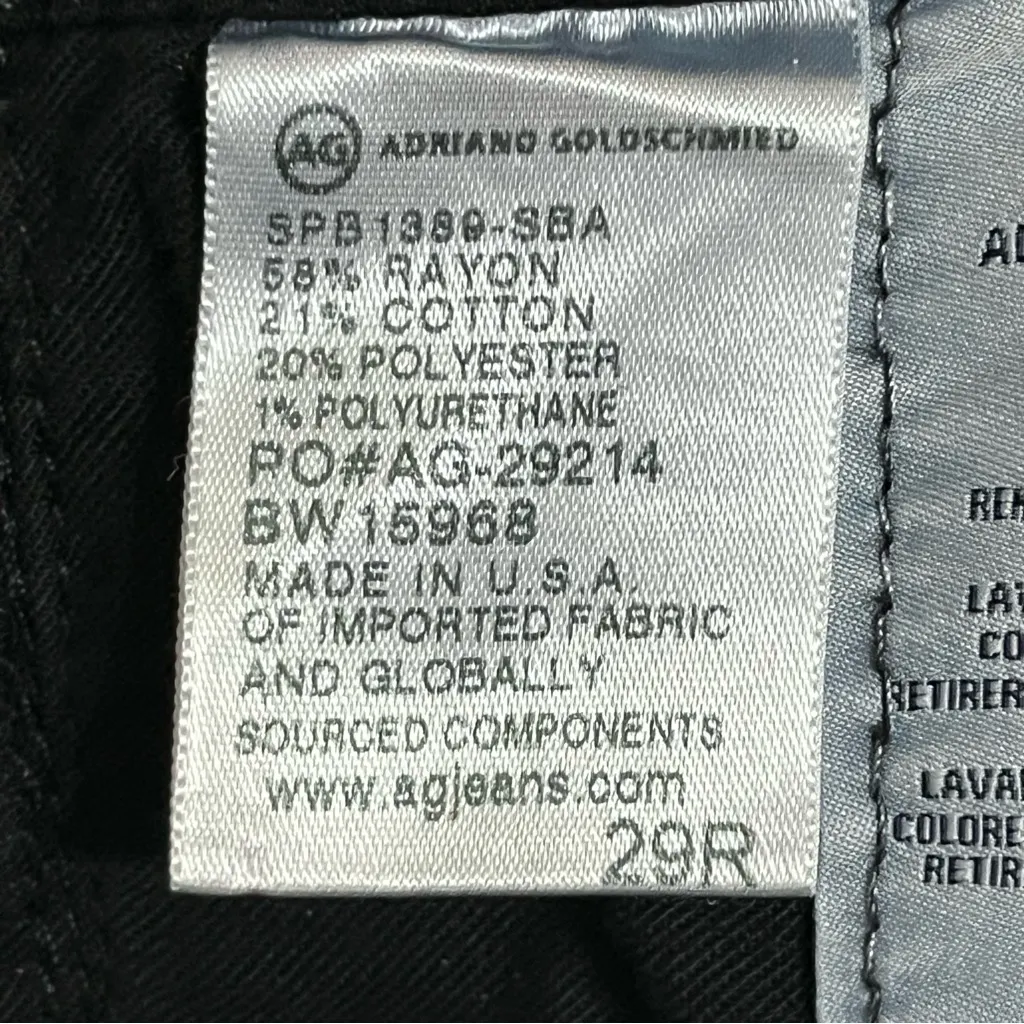 AG ADRIANO GOLDSCHMIED
SPB1389-SBA
58% RAYON
21% COTTON
20% POLYESTER
1% POLYURETHANE
PO#AG-29214
BW15968
MADE IN U.S.A.
OF IMPORTED FABRIC
AND GLOBALLY
SOURCED COMPONENTS
www.agjeans.com
29R
RETIRER